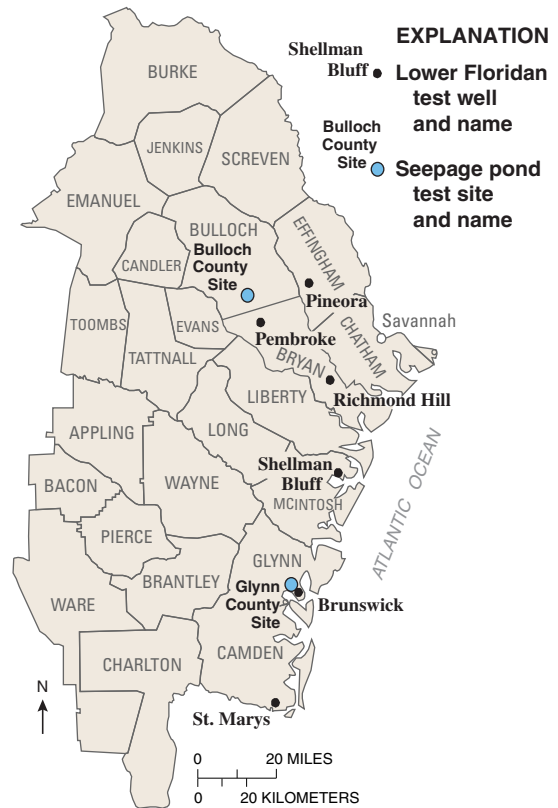 EXPLANATION
Shellman
Bluff
Lower Floridan
test well
and name
Bulloch
County
Site
Seepage pond
test site
and name
BURKE
JENKINS
SCREVEN
EMANUEL
BULLOCH
Bulloch
County
Site
CANDLER
EFFINGHAM
Pineora
TOOMBS
EVANS
TATTNALL
Pembroke
BRYAN
CHATHAM
Savannah
Richmond Hill
LIBERTY
APPLING
LONG
BACON
WAYNE
Shellman
Bluff
MCINTOSH
ATLANTIC OCEAN
PIERCE
GLYNN
BRANTLEY
Glynn
County
Site
Brunswick
WARE
CHARLTON
CAMDEN
St. Marys
N
0 20 MILES
0 20 KILOMETERS